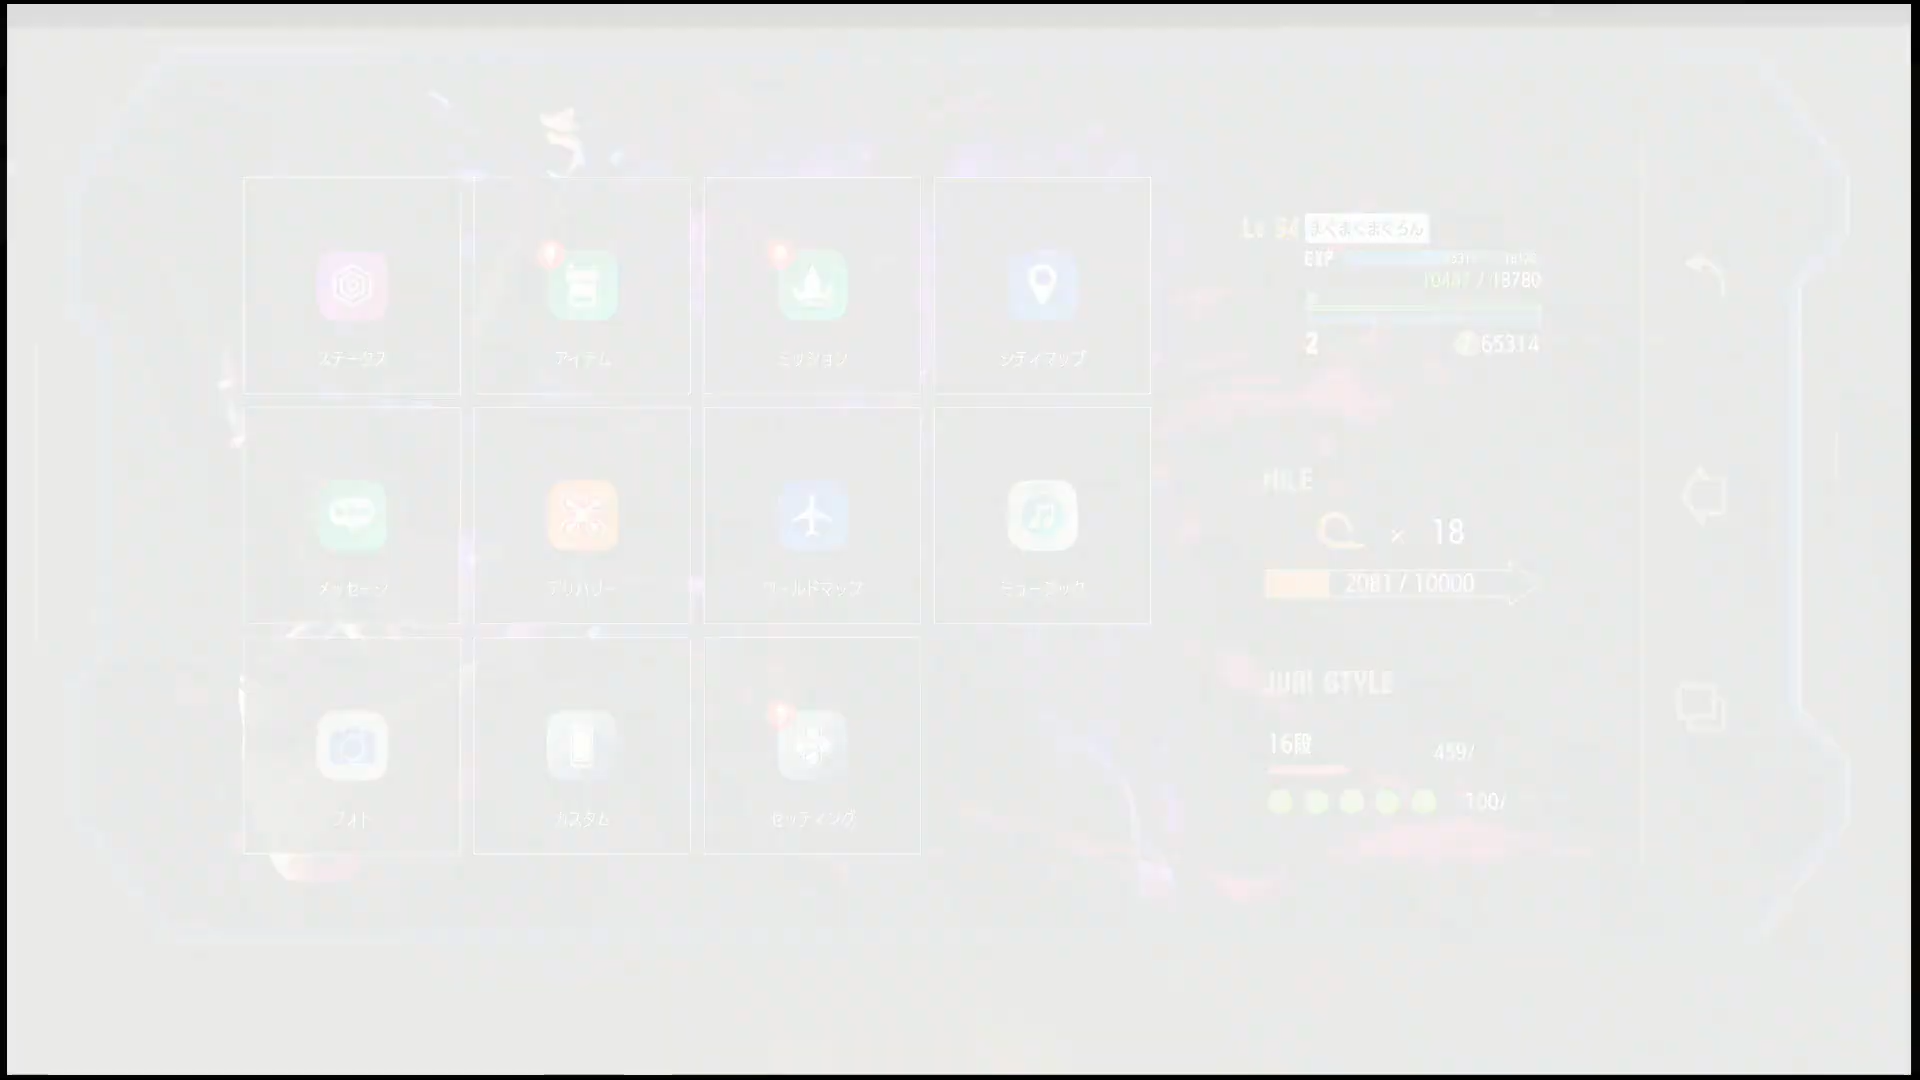 ステータス
アイテム
ミッション
シティマップ
メッセージ
デリバリー
ワールドマップ
ミュージック
フォト
カスタム
セッティング
Lv 54 まぐまぐまぐろん
EXP
10487 / 18780
2
65314
MILE
× 18
2081 / 10000
STYLE
16段
459/
100/